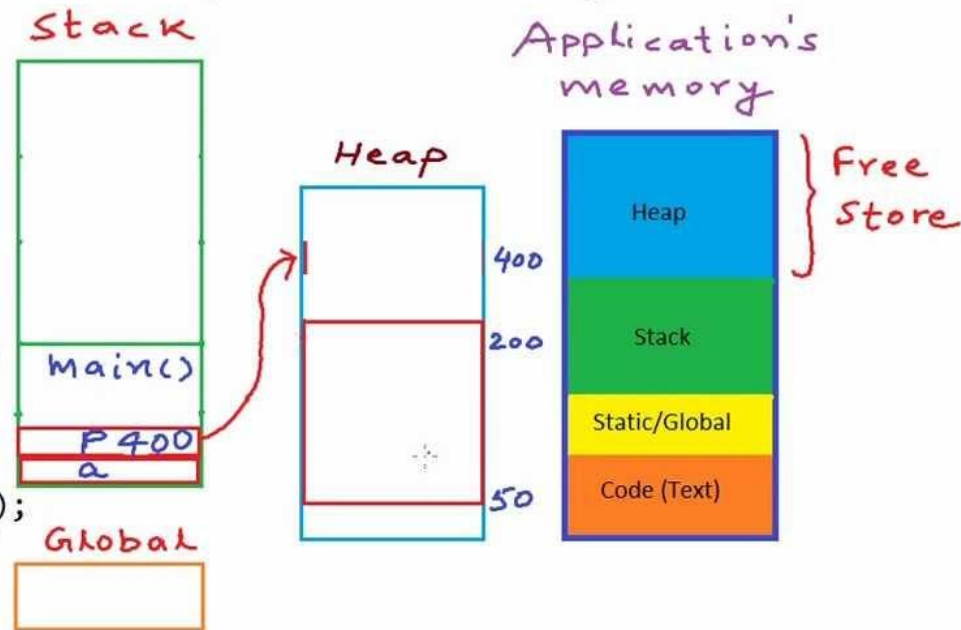 Stack
main()
P 400
a
);
Global
Heap
400
200
50
Application's
memory
Heap
Stack
Static/Global
Code (Text)
Free
Store